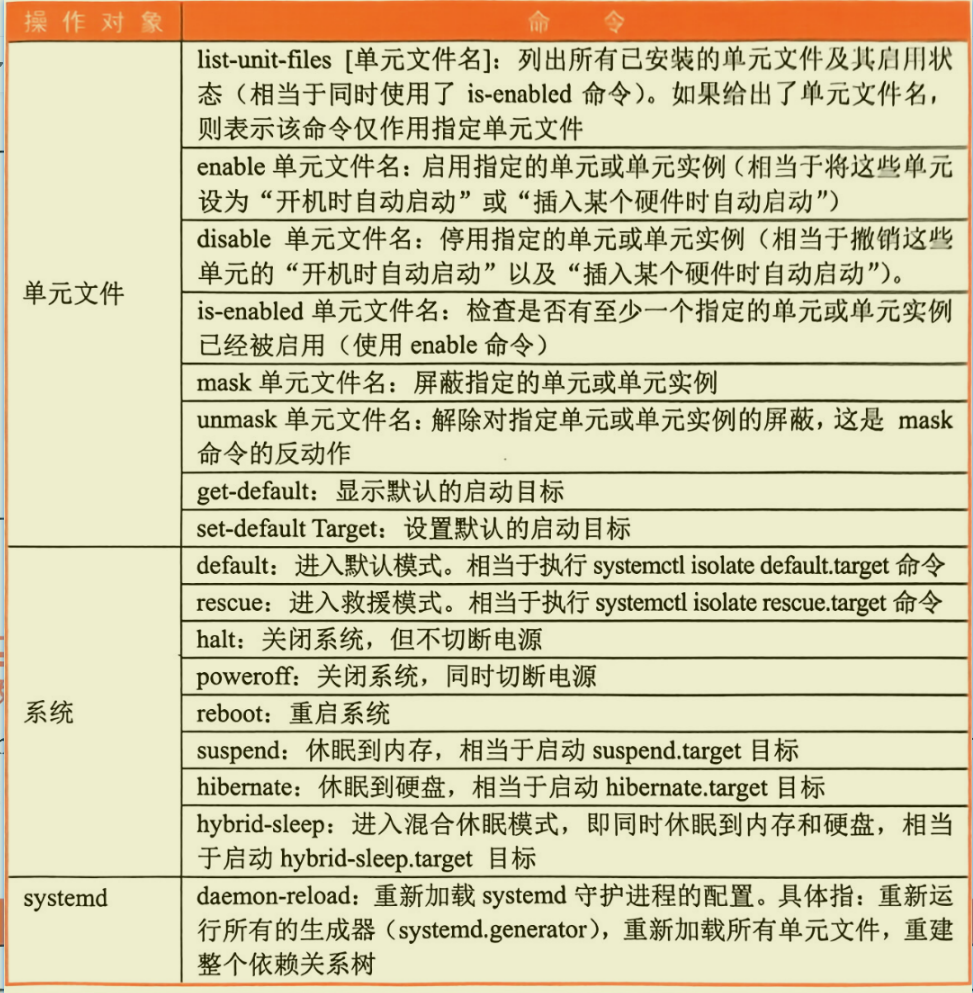 操作对象 命令
list-unit-files [单元文件名]：列出所有已安装的单元文件及其启用状
态（相当于同时使用了 is-enabled 命令）。如果给出了单元文件名，
则表示该命令仅作用指定单元文件
enable 单元文件名：启用指定的单元或单元实例（相当于将这些单元
设为“开机时自动启动”或“插入某个硬件时自动启动”）
disable 单元文件名：停用指定的单元或单元实例（相当于撤销这些
单元的“开机时自动启动”以及“插入某个硬件时自动启动”）。
单元文件
is-enabled 单元文件名：检查是否有至少一个指定的单元或单元实例
已经被启用（使用 enable 命令）
mask 单元文件名：屏蔽指定的单元或单元实例
unmask 单元文件名：解除对指定单元或单元实例的屏蔽，这是 mask
命令的反动作
get-default：显示默认的启动目标
set-default Target：设置默认的启动目标
default：进入默认模式。相当于执行 systemctl isolate default.target 命令
rescue：进入救援模式。相当于执行 systemctl isolate rescue.target 命令
halt：关闭系统，但不切断电源
poweroff：关闭系统，同时切断电源
系统
reboot：重启系统
suspend：休眠到内存，相当于启动 suspend.target 目标
hibernate：休眠到硬盘，相当于启动 hibernate.target 目标
hybrid-sleep：进入混合休眠模式，即同时休眠到内存和硬盘，相当
于启动 hybrid-sleep.target 目标
systemd
daemon-reload：重新加载 systemd 守护进程的配置。具体指：重新运
行所有的生成器（systemd.generator），重新加载所有单元文件，重建
整个依赖关系树